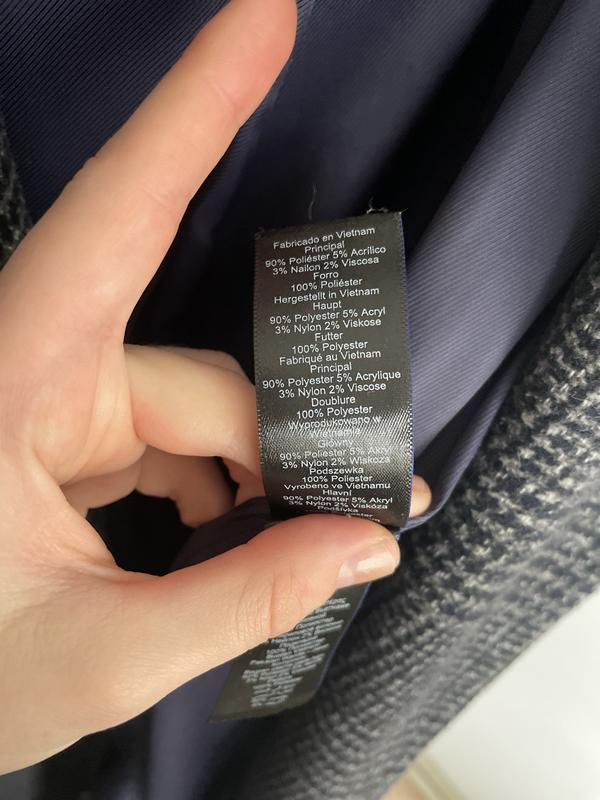 Fabricado en Vietnam
Principal
90% Poliéster 5% Acrílico
3% Nailon 2% Viscosa
Forro
100% Poliéster
Hergestellt in Vietnam
Haupt
90% Polyester 5% Acryl
3% Nylon 2% Viskose
Futter
100% Polyester
Fabriqué au Vietnam
Principal
90% Polyester 5% Acrylique
3% Nylon 2% Viscose
Doublure
100% Polyester
Wyprodukowano w
Wietnamie
Główny
90% Polyester 5% Akryl
3% Nylon 2% Wiskoza
Podszewka
100% Poliester
Vyrobeno ve Vietnamu
Hlavní
90% Polyester 5% Akryl
3% Nylon 2% Viskóza
Podšívka